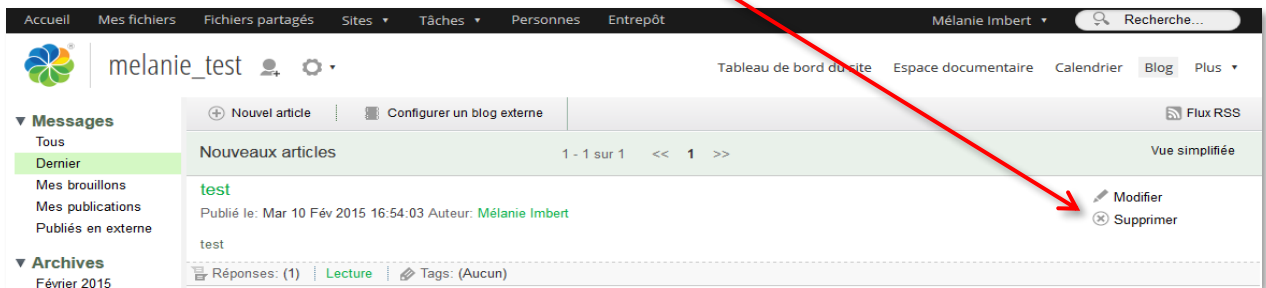 Accueil Mes fichiers Fichiers partagés Sites Tâches Personnes Entrepôt Mélanie Imbert Recherche...
melanie_test Tableau de bord du site Espace documentaire Calendrier Blog Plus
Messages
Tous
Dernier
Mes brouillons
Mes publications
Publiés en externe
Archives
Février 2015
Nouvel article Configurer un blog externe Flux RSS
Nouveaux articles 1 - 1 sur 1 << 1 >> Vue simplifiée
test
Publié le: Mar 10 Fév 2015 16:54:03 Auteur: Mélanie Imbert
test
Modifier
Supprimer
Réponses: (1) Lecture Tags: (Aucun)